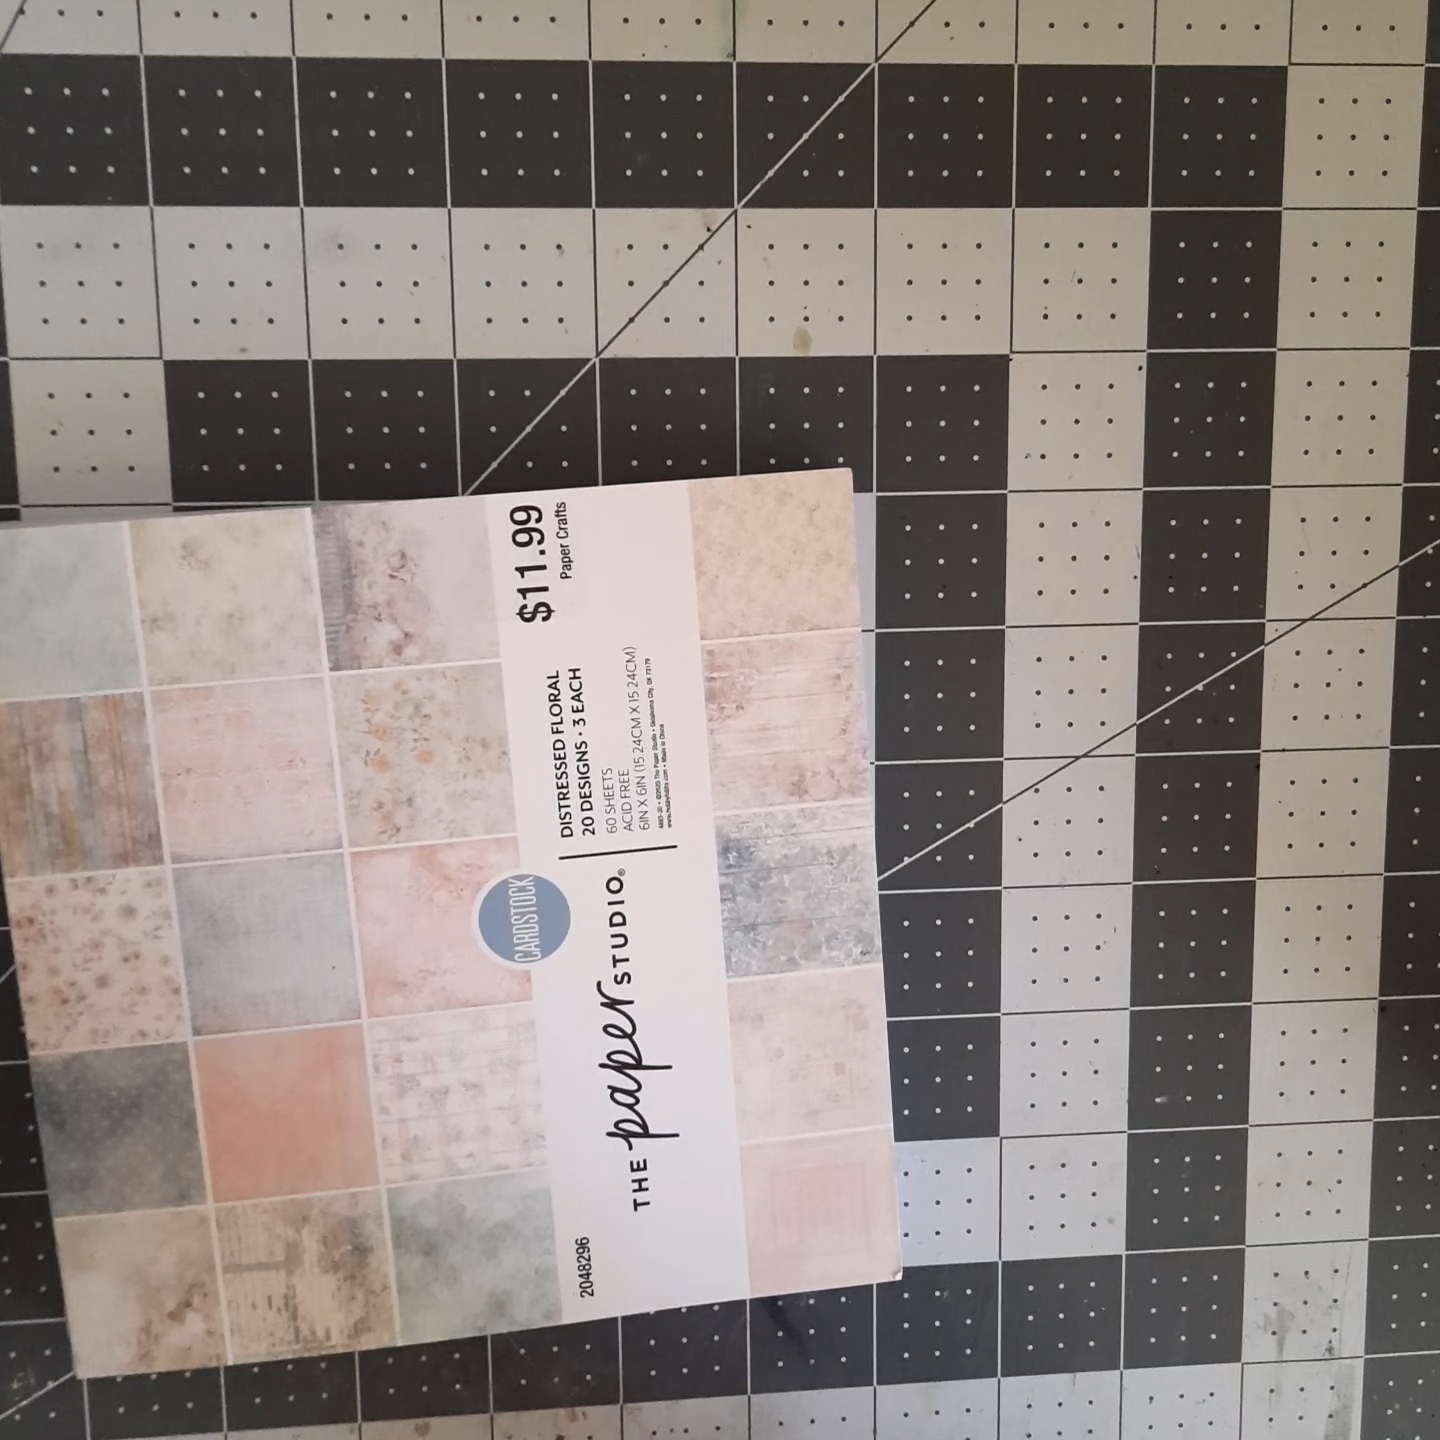 $11.99
Paper Crafts
DISTRESSED FLORAL
20 DESIGNS · 3 EACH
60 SHEETS
ACID FREE
6IN X 6IN (15.24CM X 15.24CM)
CARDSTOCK
THE paper STUDIO®
2048296